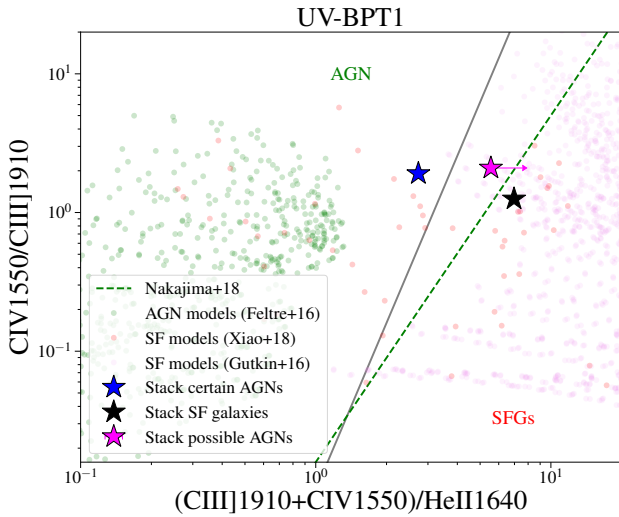 UV-BPT1
AGN
CIV1550/CIII]1910
10^1
10^0
10^-1
Nakajima+18
AGN models (Feltre+16)
SF models (Xiao+18)
SF models (Gutkin+16)
Stack certain AGNs
Stack SF galaxies
Stack possible AGNs
SFGs
10^-1
10^0
10^1
(CIII]1910+CIV1550)/HeII1640